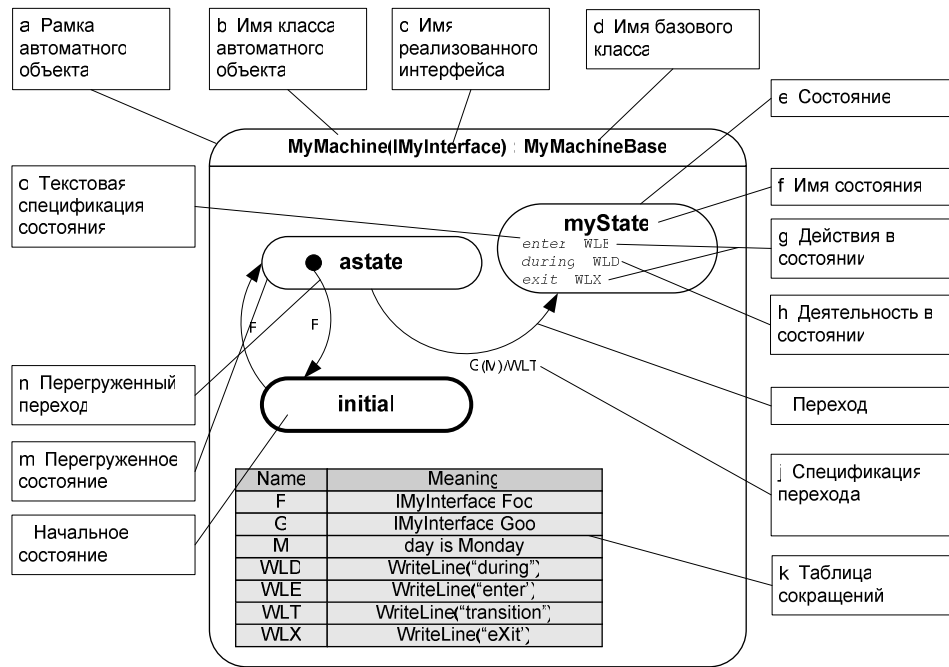 a Рамка
автоматного
объекта
b Имя класса
автоматного
объекта
c Имя
реализованного
интерфейса
d Имя базового
класса
e Состояние
MyMachine(IMyInterface) : MyMachineBase
o Текстовая
спецификация
состояния
f Имя состояния
myState
enter WLE
during WLD
exit WLX
g Действия в
состоянии
astate
h Деятельность в
состоянии
F
F
G(M)/WLT
n Перегруженный
переход
initial
Переход
m Перегруженное
состояние
j Спецификация
перехода
Name Meaning
F IMyInterface Foo
G IMyInterface Goo
M day is Monday
WLD WriteLine("during")
WLE WriteLine("enter")
WLT WriteLine("transition")
WLX WriteLine("eXit")
Начальное
состояние
k Таблица
сокращений